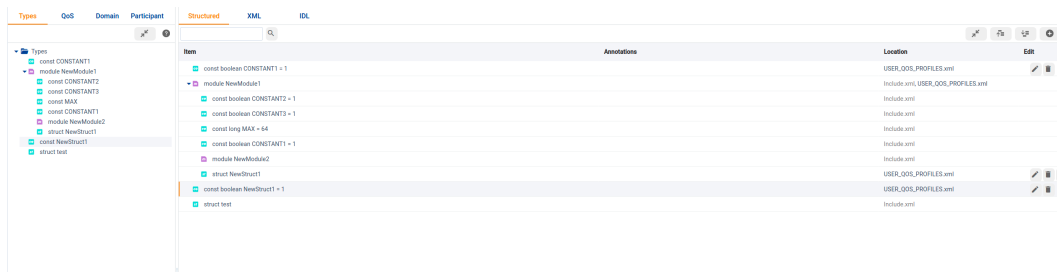 Types QoS Domain Participant
Types
const CONSTANT1
module NewModule1
const CONSTANT2
const CONSTANT3
const MAX
const CONSTANT1
module NewModule2
struct NewStruct1
const NewStruct1
struct test
Structured XML IDL
Item Annotations Location Edit
const boolean CONSTANT1 = 1 USER_QOS_PROFILES.xml
module NewModule1 Include.xml, USER_QOS_PROFILES.xml
const boolean CONSTANT2 = 1 Include.xml
const boolean CONSTANT3 = 1 Include.xml
const long MAX = 64 Include.xml
const boolean CONSTANT1 = 1 Include.xml
module NewModule2 Include.xml
struct NewStruct1 USER_QOS_PROFILES.xml
const boolean NewStruct1 = 1 USER_QOS_PROFILES.xml
struct test Include.xml